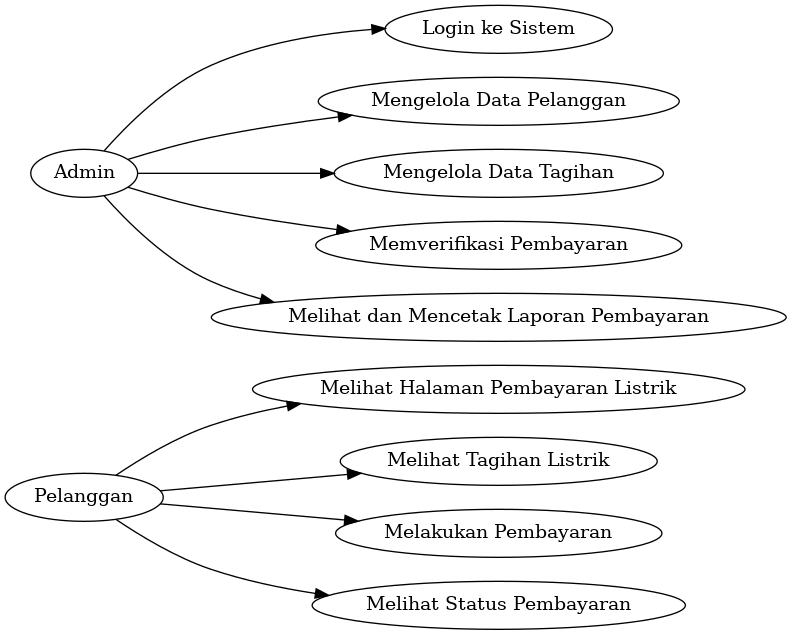 Login ke Sistem
Mengelola Data Pelanggan
Admin
Mengelola Data Tagihan
Memverifikasi Pembayaran
Melihat dan Mencetak Laporan Pembayaran
Melihat Halaman Pembayaran Listrik
Melihat Tagihan Listrik
Pelanggan
Melakukan Pembayaran
Melihat Status Pembayaran